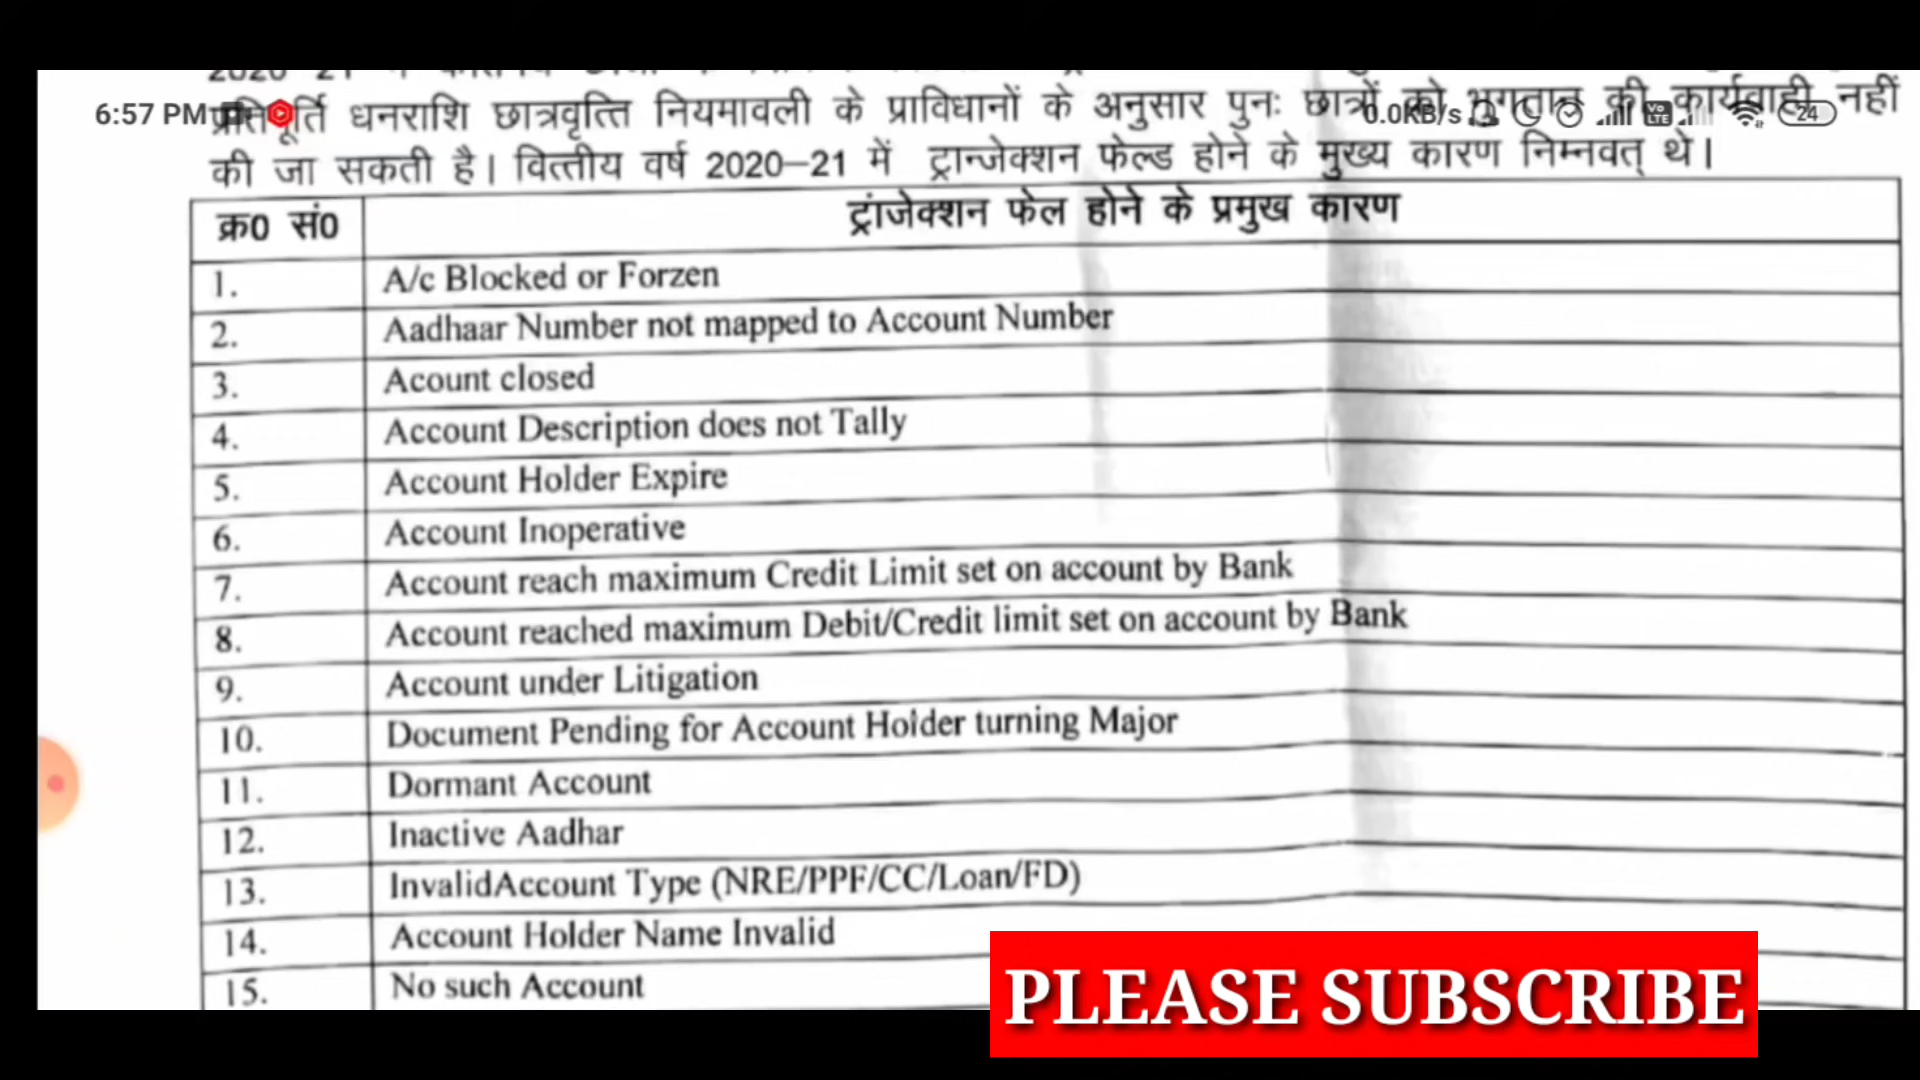 प्रतिपूर्ति धनराशि छात्रवृत्ति नियमावली के प्राविधानों के अनुसार पुनः छात्रों को भुगतान की कार्यवाही नहीं
6:57 PM 0.0KB/s Vo LTE 24
की जा सकती है। वित्तीय वर्ष 2020–21 में ट्रान्जेक्शन फेल्ड होने के मुख्य कारण निम्नवत् थे।
क्र0 सं0 ट्रांजेक्शन फेल होने के प्रमुख कारण
1. A/c Blocked or Forzen
2. Aadhaar Number not mapped to Account Number
3. Acount closed
4. Account Description does not Tally
5. Account Holder Expire
6. Account Inoperative
7. Account reach maximum Credit Limit set on account by Bank
8. Account reached maximum Debit/Credit limit set on account by Bank
9. Account under Litigation
10. Document Pending for Account Holder turning Major
11. Dormant Account
12. Inactive Aadhar
13. InvalidAccount Type (NRE/PPF/CC/Loan/FD)
14. Account Holder Name Invalid
15. No such Account
PLEASE SUBSCRIBE